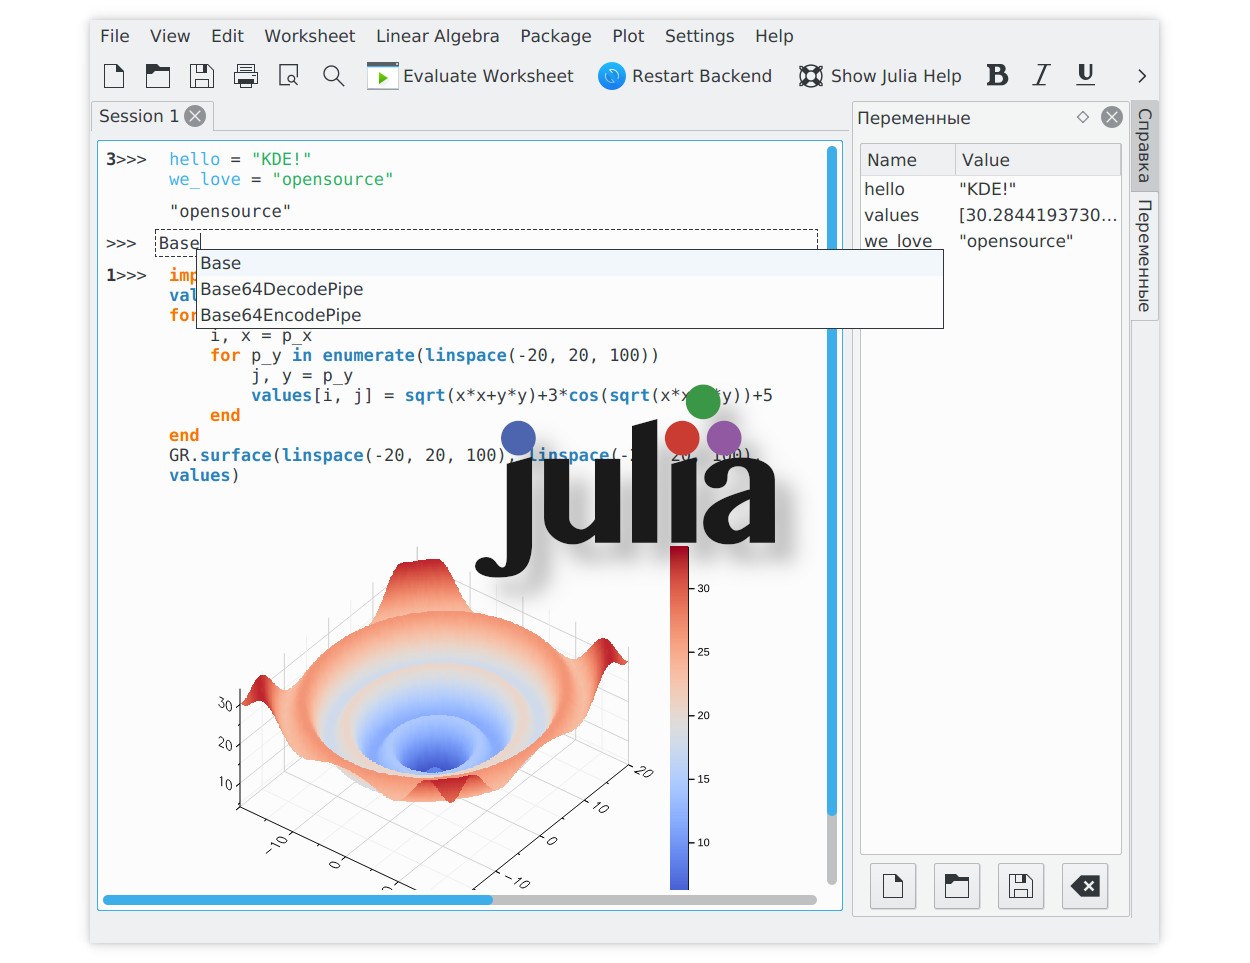 File View Edit Worksheet Linear Algebra Package Plot Settings Help
Evaluate Worksheet Restart Backend Show Julia Help B I U
Session 1
3>>> hello = "KDE!"
we_love = "opensource"
"opensource"
>>> Base
Base
Base64DecodePipe
Base64EncodePipe
1>>> imp
val
for
i, x = p_x
for p_y in enumerate(linspace(-20, 20, 100))
j, y = p_y
values[i, j] = sqrt(x*x+y*y)+3*cos(sqrt(x*x y))+5
end
end
GR.surface(linspace(-20, 20, 100), linspace(-2 20, 100),
values)
julia
30
25
20
15
10
30
20
10
-10
0
-10
0
10
20
Переменные
Name Value
hello "KDE!"
values [30.2844193730...
we_love "opensource"
Справка
Переменные